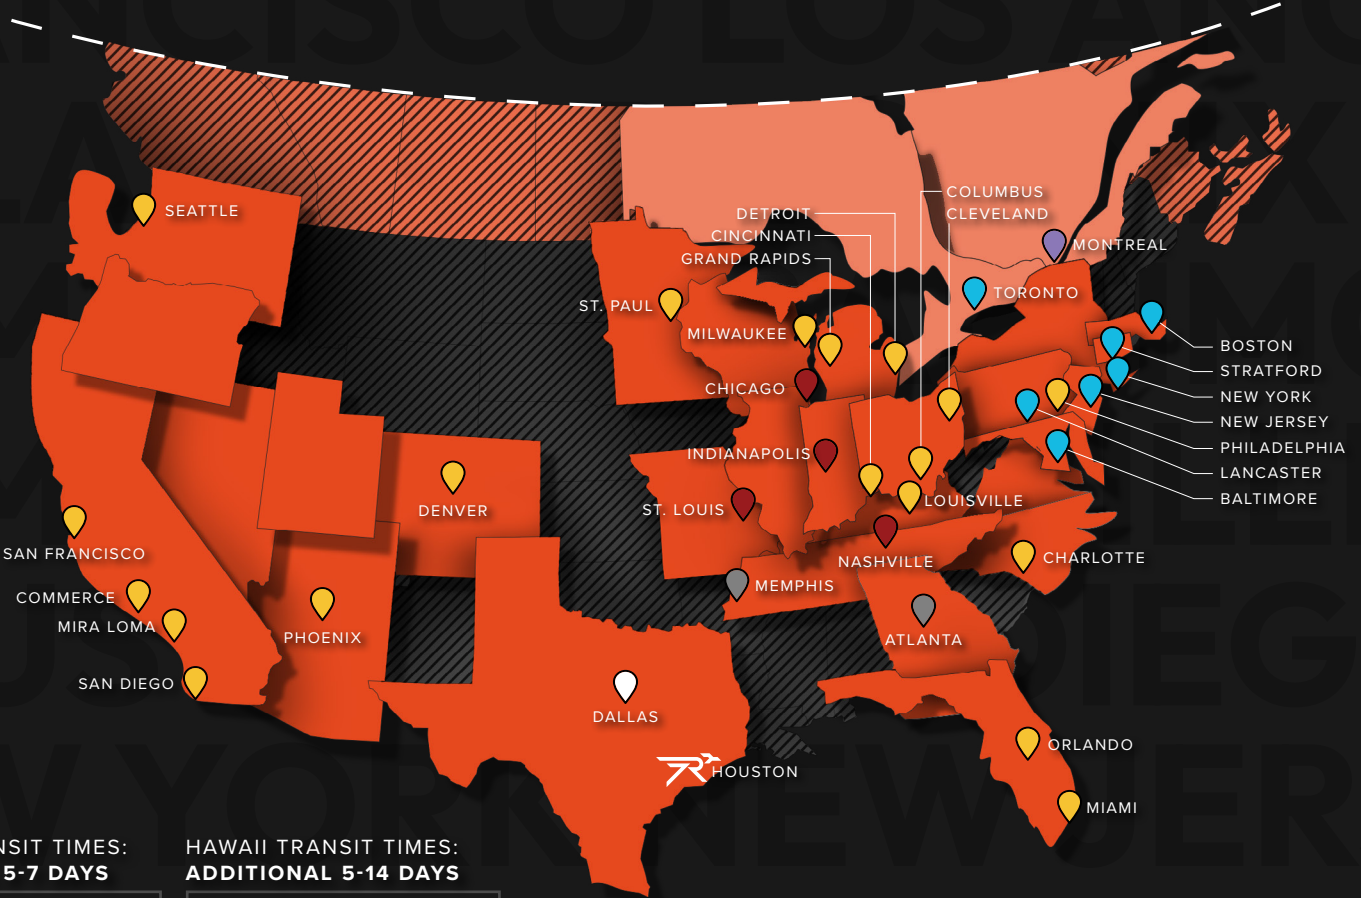 SEATTLE
COLUMBUS
CLEVELAND
DETROIT
CINCINNATI
GRAND RAPIDS
MONTREAL
TORONTO
ST. PAUL
MILWAUKEE
CHICAGO
BOSTON
STRATFORD
NEW YORK
NEW JERSEY
PHILADELPHIA
LANCASTER
BALTIMORE
INDIANAPOLIS
ST. LOUIS
LOUISVILLE
DENVER
NASHVILLE
CHARLOTTE
SAN FRANCISCO
COMMERCE
MIRA LOMA
PHOENIX
MEMPHIS
ATLANTA
SAN DIEGO
DALLAS
HOUSTON
ORLANDO
MIAMI
NSIT TIMES:
5-7 DAYS
HAWAII TRANSIT TIMES:
ADDITIONAL 5-14 DAYS